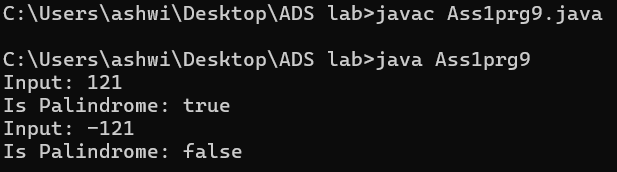 C:\Users\ashwi\Desktop\ADS lab>javac Ass1prg9.java
C:\Users\ashwi\Desktop\ADS lab>java Ass1prg9
Input: 121
Is Palindrome: true
Input: -121
Is Palindrome: false